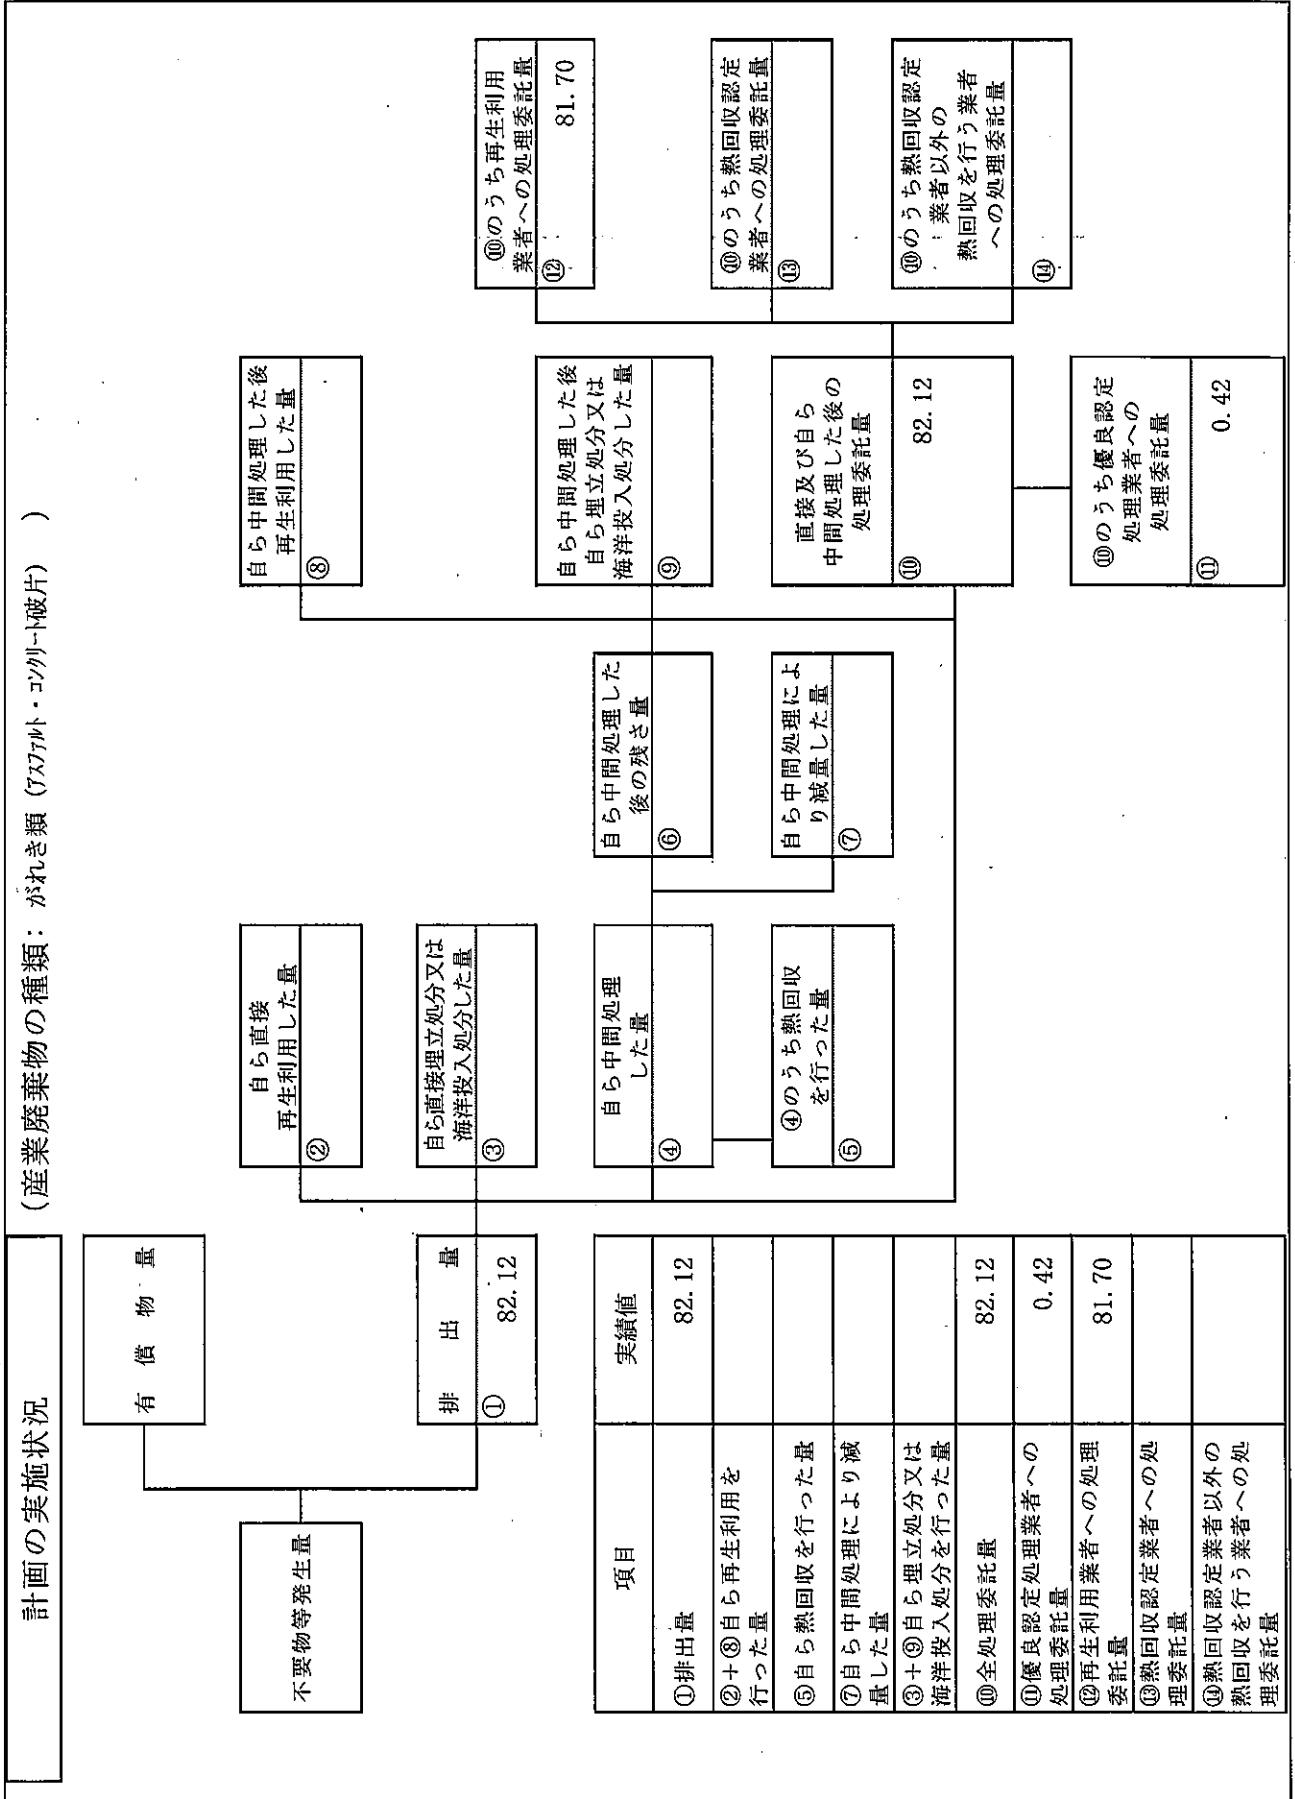 計画の実施状況
(産業廃棄物の種類： がれき類 (アスファルト・コンクリート破片) )
不要物等発生量
有償物量
排出量
① 82.12
自ら直接
再生利用した量
②
自ら直接埋立処分又は
海洋投入処分した量
③
自ら中間処理
した量
④
④のうち熱回収
を行った量
⑤
自ら中間処理した
後の残さ量
⑥
自ら中間処理によ
り減量した量
⑦
自ら中間処理した後
再生利用した量
⑧
自ら中間処理した後
自ら埋立処分又は
海洋投入処分した量
⑨
直接及び自ら
中間処理した後の
処理委託量
⑩ 82.12
⑩のうち優良認定
処理業者への
処理委託量
⑪ 0.42
⑩のうち再生利用
業者への処理委託量
⑫ 81.70
⑩のうち熱回収認定
業者への処理委託量
⑬
⑩のうち熱回収認定
業者以外の
熱回収を行う業者
への処理委託量
⑭
項目 実績値
①排出量 82.12
②＋⑧自ら再生利用を
行った量
⑤自ら熱回収を行った量
⑦自ら中間処理により減
量した量
③＋⑨自ら埋立処分又は
海洋投入処分を行った量
⑩全処理委託量 82.12
⑪優良認定処理業者への
処理委託量 0.42
⑫再生利用業者への処理
委託量 81.70
⑬熱回収認定業者への処
理委託量
⑭熱回収認定業者以外の
熱回収を行う業者への処
理委託量